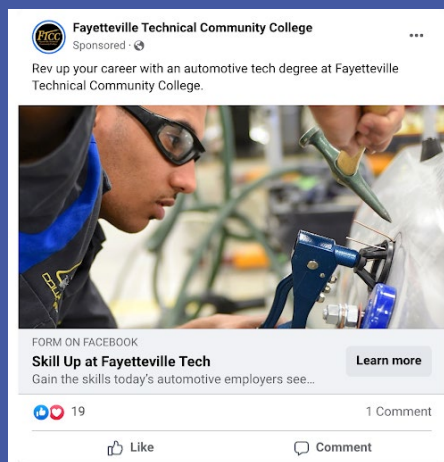 FTCC
Fayetteville Technical Community College
Sponsored ·
Rev up your career with an automotive tech degree at Fayetteville
Technical Community College.
FORM ON FACEBOOK
Skill Up at Fayetteville Tech
Gain the skills today's automotive employers see...
Learn more
19
1 Comment
Like
Comment